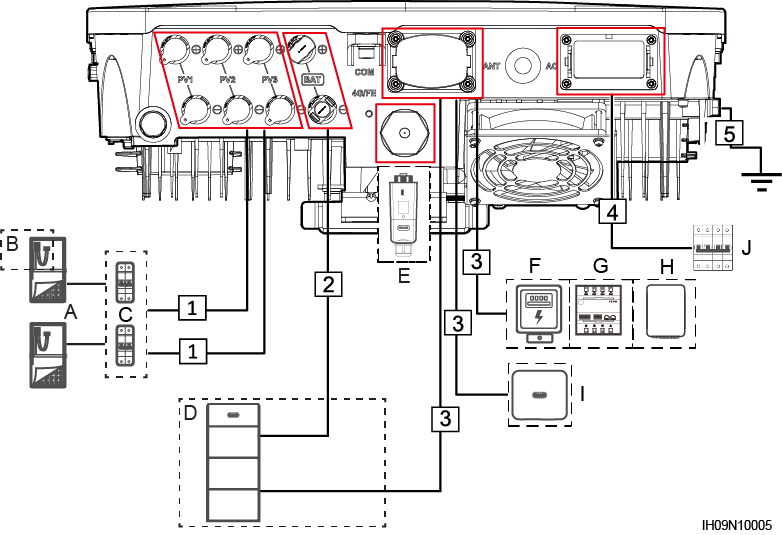 PV1 PV2 PV3 BAT COM ANT AC
4G/FE
5
4
B
E
F G H J
3
2
A C
1
3
1
I
D
3
IH09N10005